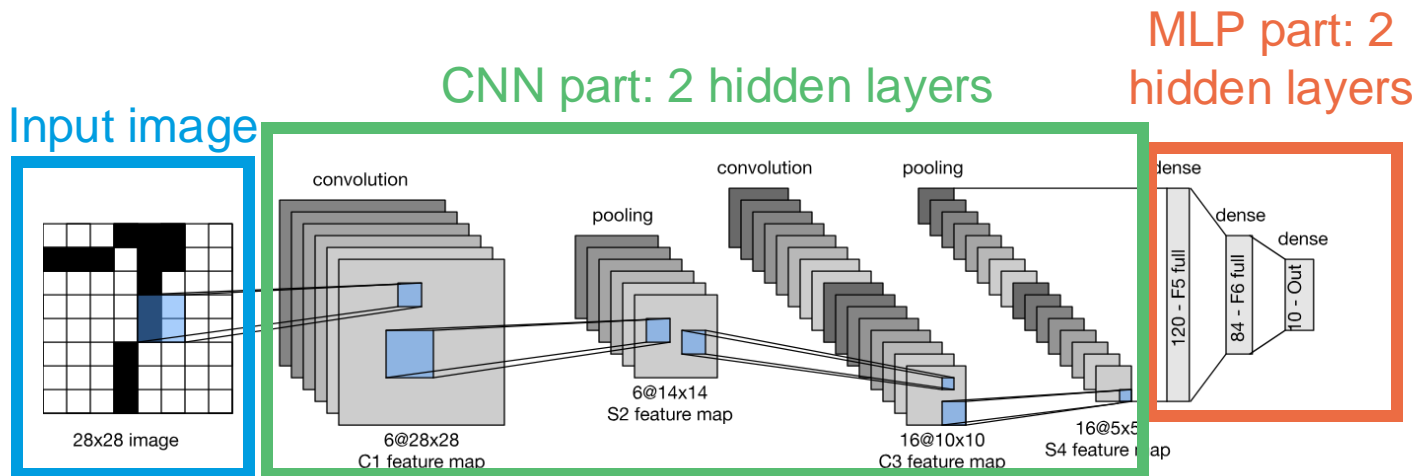 MLP part: 2
hidden layers
CNN part: 2 hidden layers
Input image
convolution
pooling
convolution
pooling
dense
dense
dense
120 - F5 full
84 - F6 full
10 - Out
28x28 image
6@28x28
C1 feature map
6@14x14
S2 feature map
16@10x10
C3 feature map
16@5x5
S4 feature map